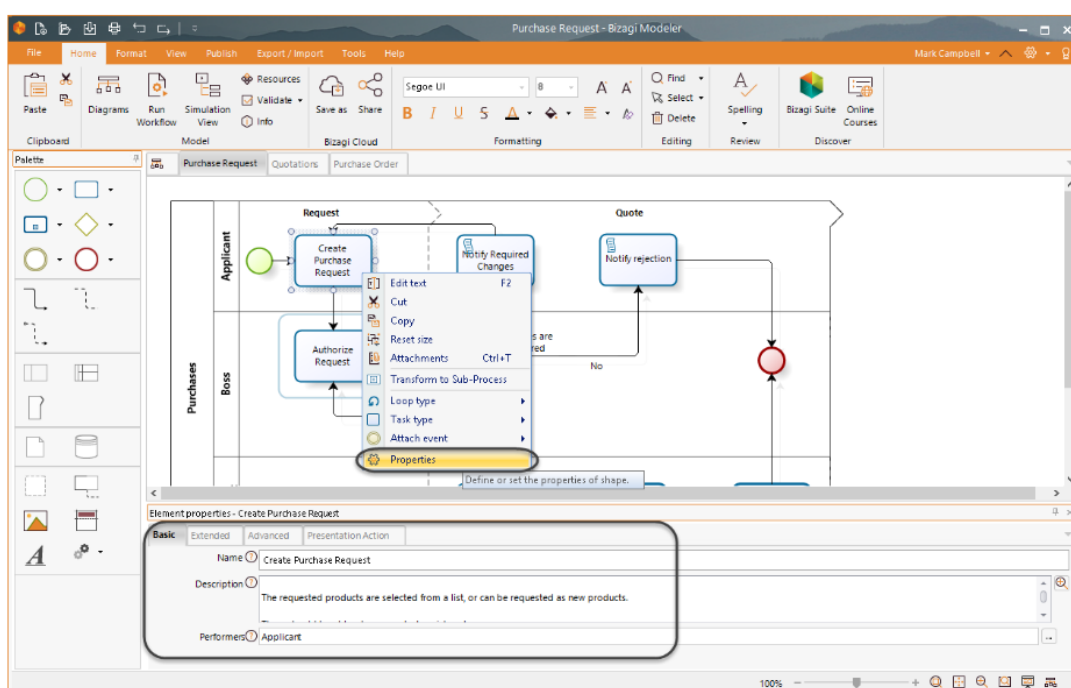 Purchase Request - Bizagi Modeler
File Home Format View Publish Export / Import Tools Help Mark Campbell
Paste
Clipboard
Diagrams
Run Workflow
Simulation View
Resources
Validate
Info
Model
Save as Share
Bizagi Cloud
Segoe UI 8 A A
B I U S A
Formatting
Find
Select
Delete
Editing
Spelling
Review
Bizagi Suite
Online Courses
Discover
Palette
Purchase Request Quotations Purchase Order
Request
Quote
Purchases
Applicant
Boss
Create
Purchase
Request
Notify Required
Changes
Notify rejection
Authorize
Request
No
Edit text F2
Cut
Copy
Reset size
Attachments Ctrl+T
Transform to Sub-Process
Loop type
Task type
Attach event
Properties
Define or set the properties of shape.
Element properties - Create Purchase Request
Basic Extended Advanced Presentation Action
Name Create Purchase Request
Description
The requested products are selected from a list, or can be requested as new products.
Performers Applicant
A
100%